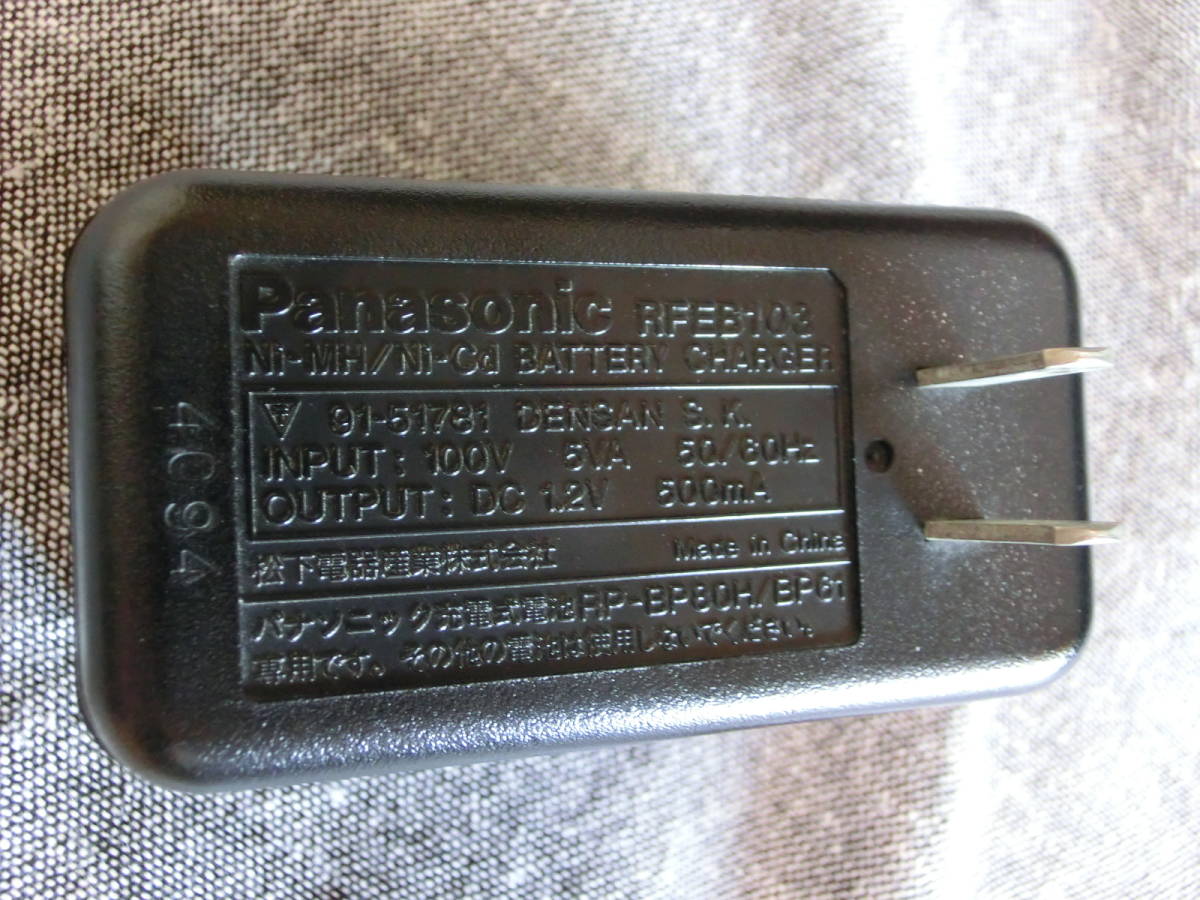 Panasonic RFEB103
Ni-MH/Ni-Cd BATTERY CHARGER
91-51781 DENSAN S.K.
INPUT: 100V 5VA 50/60Hz
OUTPUT: DC 1.2V 500mA
松下電器産業株式会社 Made in China
パナソニック充電式電池RP-BP60H/BP61
専用です。その他の電池は使用しないでください。
4094